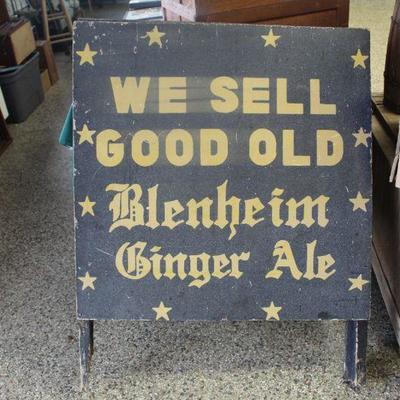 WE SELL
GOOD OLD
Blenheim
Ginger Ale